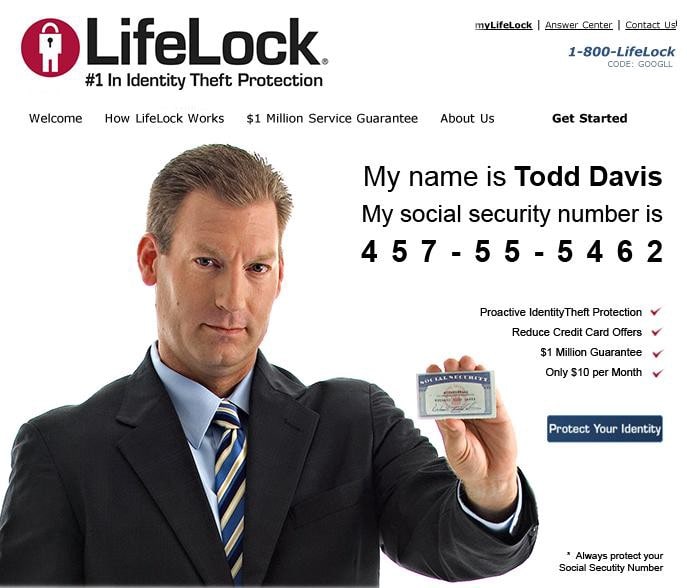 LifeLock®
#1 In Identity Theft Protection
myLifeLock | Answer Center | Contact Us
1-800-LifeLock
CODE: GOOGLL
Welcome How LifeLock Works $1 Million Service Guarantee About Us Get Started
My name is Todd Davis
My social security number is
457-55-5462
Proactive IdentityTheft Protection
Reduce Credit Card Offers
$1 Million Guarantee
Only $10 per Month
SOCIAL SECURITY
Protect Your Identity
* Always protect your
Social Secutity Number